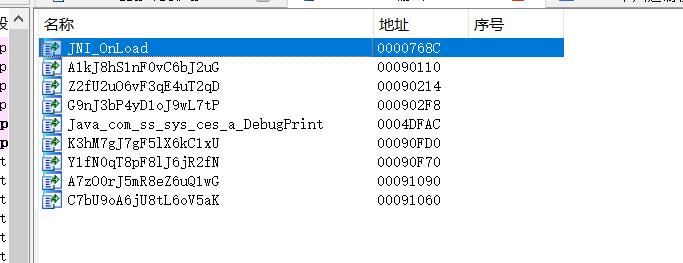 名称 地址 序号
JNI_OnLoad 0000768C
A1kJ8hS1nF0vC6bJ2uG 00090110
Z2fU2uO6vF3qE4uT2qD 00090214
G9nJ3bP4yD1oJ9wL7tP 000902F8
Java_com_ss_sys_ces_a_DebugPrint 0004DFAC
K3hM7gJ7gF5lX6kC1xU 00090FD0
Y1fN0qT8pF8lJ6jR2fN 00090F70
A7zO0rJ5mR8eZ6uQ1wG 00091090
C7bU9oA6jU8tL6oV5aK 00091060